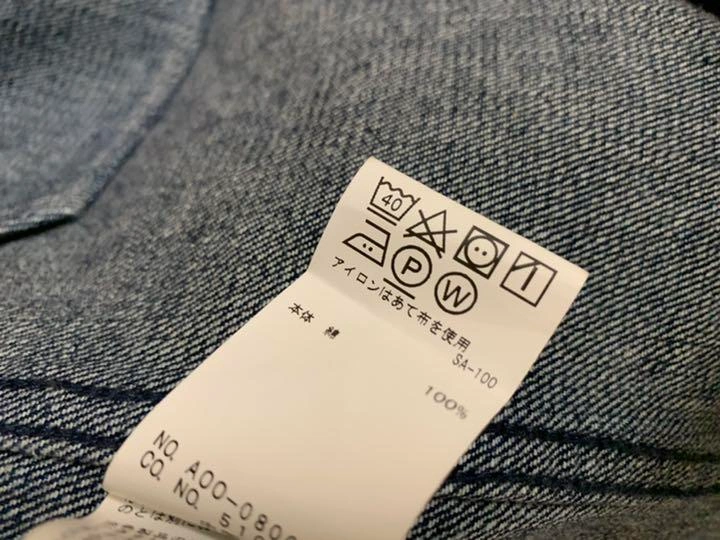 40
P W
アイロンはあて布を使用
SA-100
本体 綿 100%
NO. A00-080
CO. NO. 51